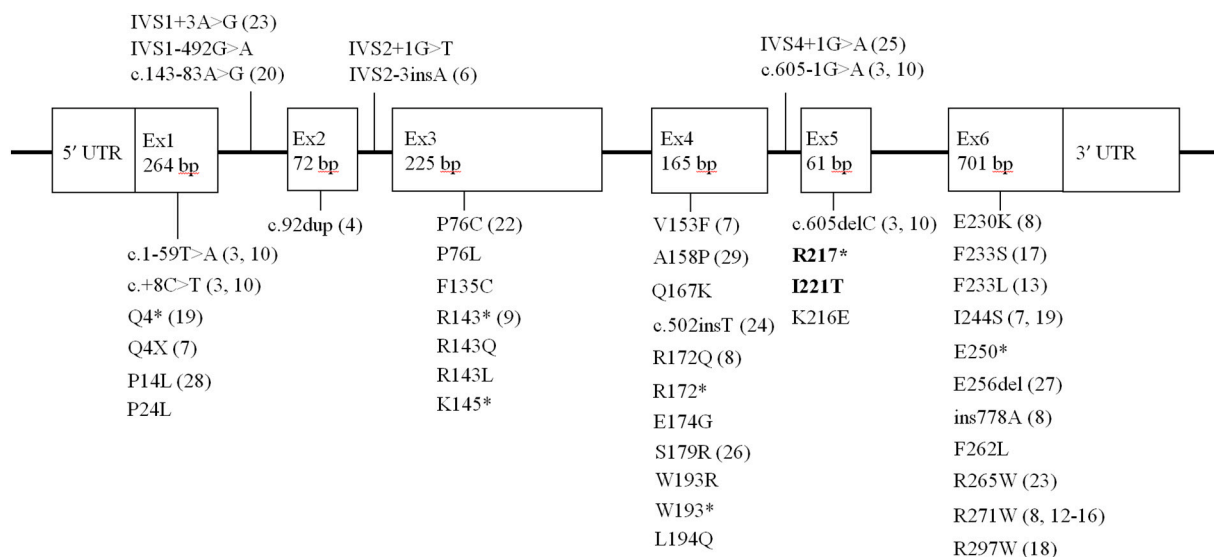 IVS1+3A>G (23)
IVS1-492G>A
c.143-83A>G (20)
IVS2+1G>T
IVS2-3insA (6)
IVS4+1G>A (25)
c.605-1G>A (3, 10)
5′ UTR
Ex1
264 bp
Ex2
72 bp
Ex3
225 bp
Ex4
165 bp
Ex5
61 bp
Ex6
701 bp
3′ UTR
c.1-59T>A (3, 10)
c.+8C>T (3, 10)
Q4* (19)
Q4X (7)
P14L (28)
P24L
c.92dup (4)
P76C (22)
P76L
F135C
R143* (9)
R143Q
R143L
K145*
V153F (7)
A158P (29)
Q167K
c.502insT (24)
R172Q (8)
R172*
E174G
S179R (26)
W193R
W193*
L194Q
c.605delC (3, 10)
R217*
I221T
K216E
E230K (8)
F233S (17)
F233L (13)
I244S (7, 19)
E250*
E256del (27)
ins778A (8)
F262L
R265W (23)
R271W (8, 12-16)
R297W (18)